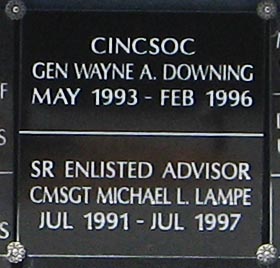 CINCSOC
GEN WAYNE A. DOWNING
MAY 1993 - FEB 1996
SR ENLISTED ADVISOR
CMSGT MICHAEL L. LAMPE
JUL 1991 - JUL 1997